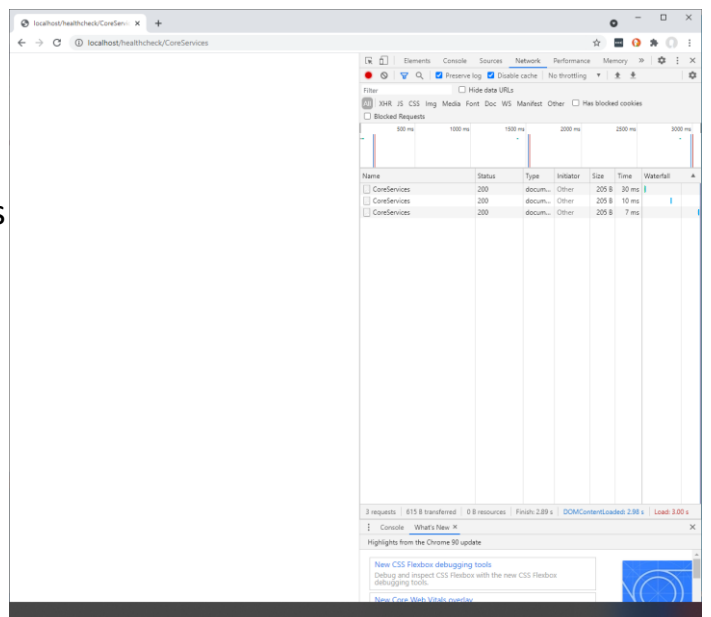 localhost/healthcheck/CoreServi
localhost/healthcheck/CoreServices
Elements Console Sources Network Performance Memory »
Preserve log Disable cache No throttling
Filter Hide data URLs
All XHR JS CSS Img Media Font Doc WS Manifest Other Has blocked cookies
Blocked Requests
500 ms 1000 ms 1500 ms 2000 ms 2500 ms 3000 ms
Name Status Type Initiator Size Time Waterfall
CoreServices 200 docum... Other 205 B 30 ms
CoreServices 200 docum... Other 205 B 10 ms
S
CoreServices 200 docum... Other 205 B 7 ms
3 requests 615 B transferred 0 B resources Finish: 2.89 s DOMContentLoaded: 2.98 s Load: 3.00 s
Console What's New ×
Highlights from the Chrome 90 update
New CSS Flexbox debugging tools
Debug and inspect CSS Flexbox with the new CSS Flexbox
debugging tools.
New Core Web Vitals overlay